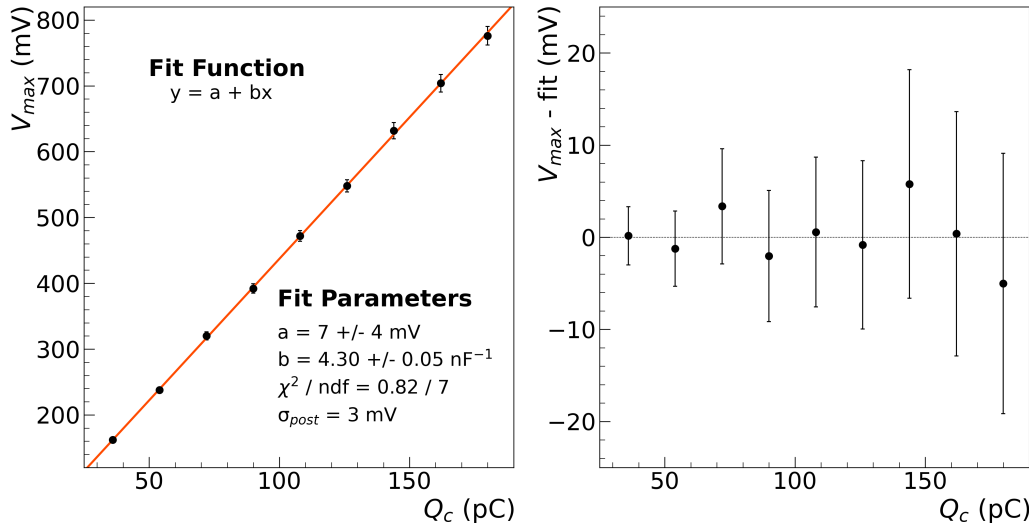 V_max (mV)
800
700
600
500
400
300
200
50
100
150
Q_c (pC)
Fit Function
y = a + bx
Fit Parameters
a = 7 +/- 4 mV
b = 4.30 +/- 0.05 nF⁻¹
χ² / ndf = 0.82 / 7
σ_post = 3 mV
V_max - fit (mV)
20
10
0
−10
−20
50
100
150
Q_c (pC)